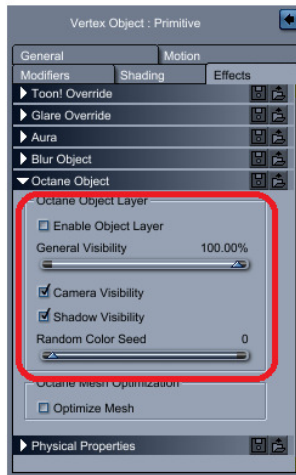 Vertex Object : Primitive
General Motion
Modifiers Shading Effects
Toon! Override
Glare Override
Aura
Blur Object
Octane Object
Octane Object Layer
Enable Object Layer
General Visibility 100.00%
Camera Visibility
Shadow Visibility
Random Color Seed 0
Octane Mesh Optimization
Optimize Mesh
Physical Properties